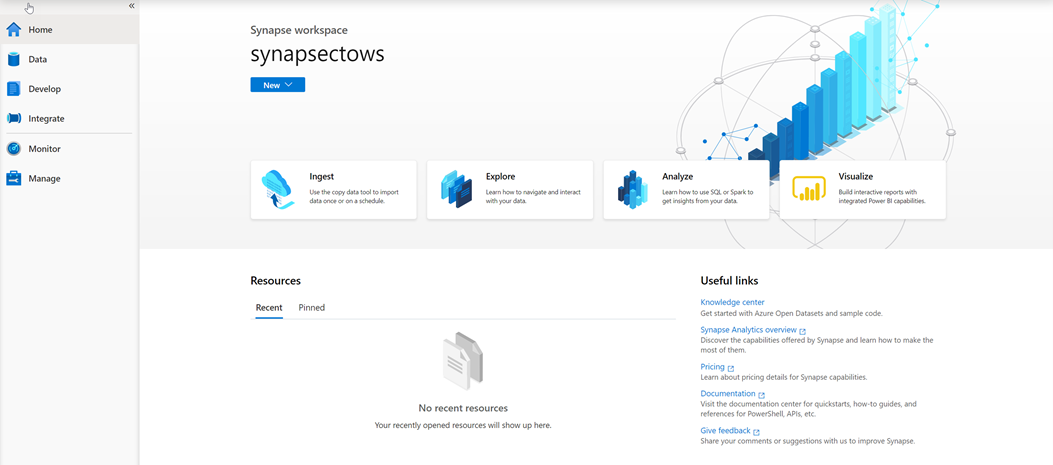 «
Home
Data
Develop
Integrate
Monitor
Manage
Synapse workspace
synapsectows
New
Ingest
Use the copy data tool to import
data once or on a schedule.
Explore
Learn how to navigate and interact
with your data.
Analyze
Learn how to use SQL or Spark to
get insights from your data.
Visualize
Build interactive reports with
integrated Power BI capabilities.
Resources
Recent Pinned
No recent resources
Your recently opened resources will show up here.
Useful links
Knowledge center
Get started with Azure Open Datasets and sample code.
Synapse Analytics overview
Discover the capabilities offered by Synapse and learn how to make the
most of them.
Pricing
Learn about pricing details for Synapse capabilities.
Documentation
Visit the documentation center for quickstarts, how-to guides, and
references for PowerShell, APIs, etc.
Give feedback
Share your comments or suggestions with us to improve Synapse.